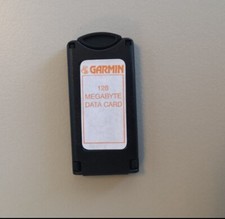 GARMIN
128
MEGABYTE
DATA CARD